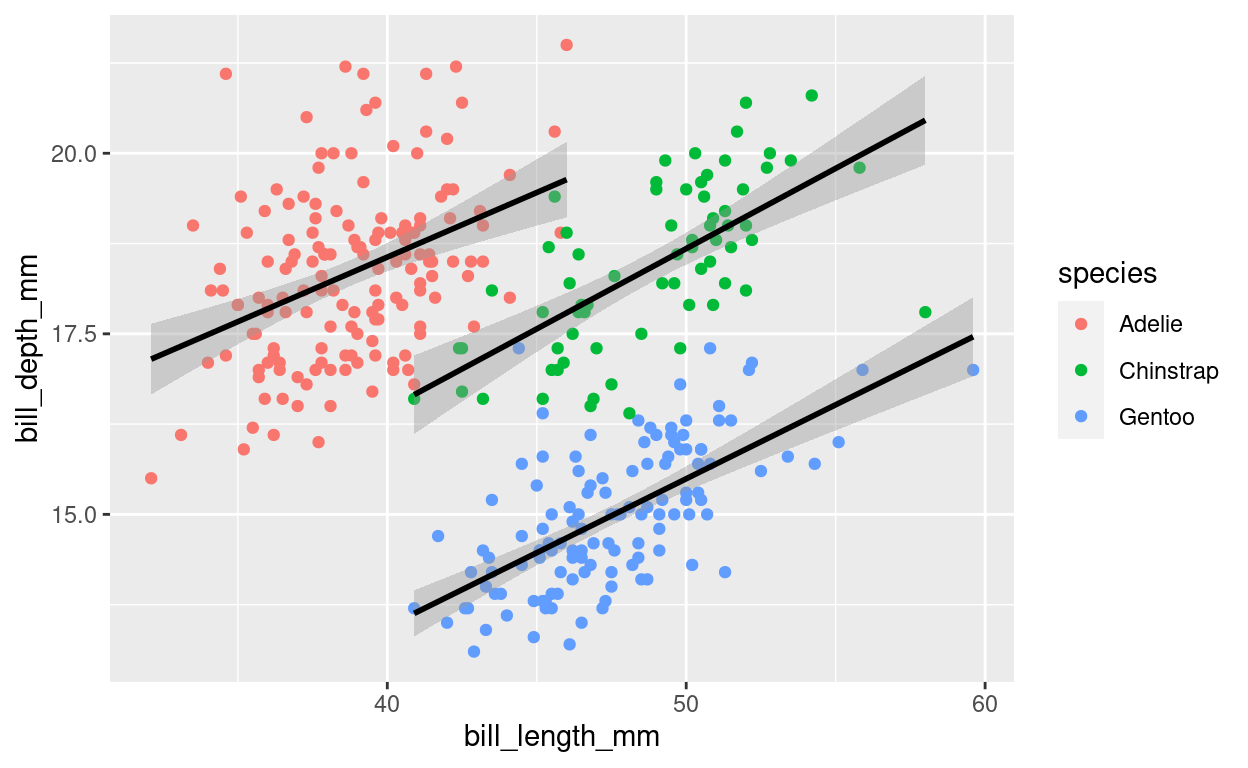 bill_depth_mm
20.0
17.5
15.0
40
50
60
bill_length_mm
species
Adelie
Chinstrap
Gentoo